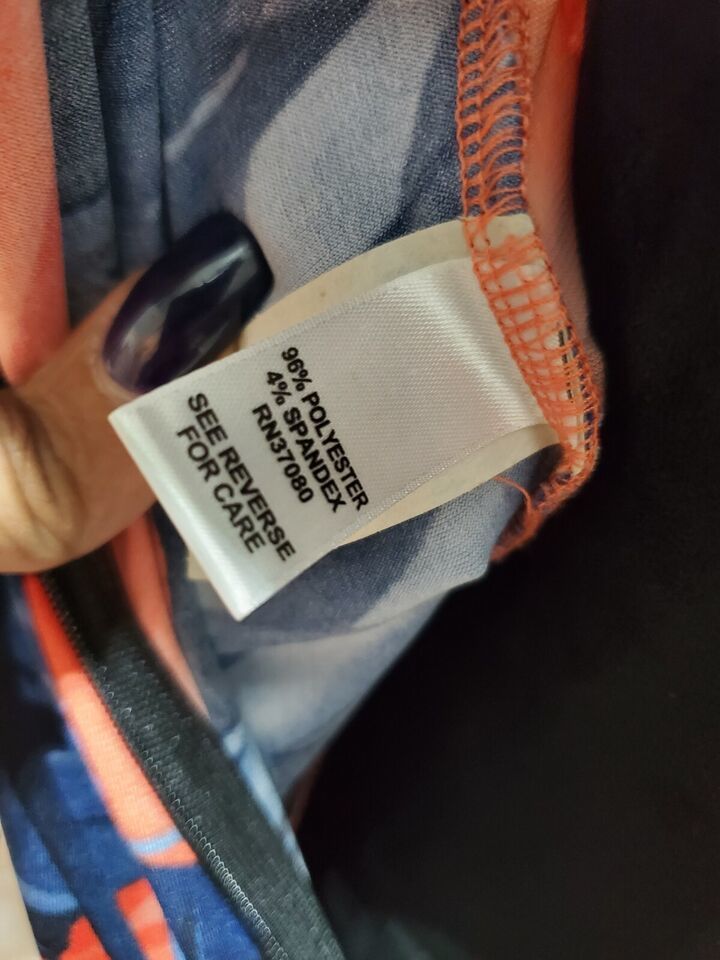 96% POLYESTER
4% SPANDEX
RN37080
SEE REVERSE
FOR CARE